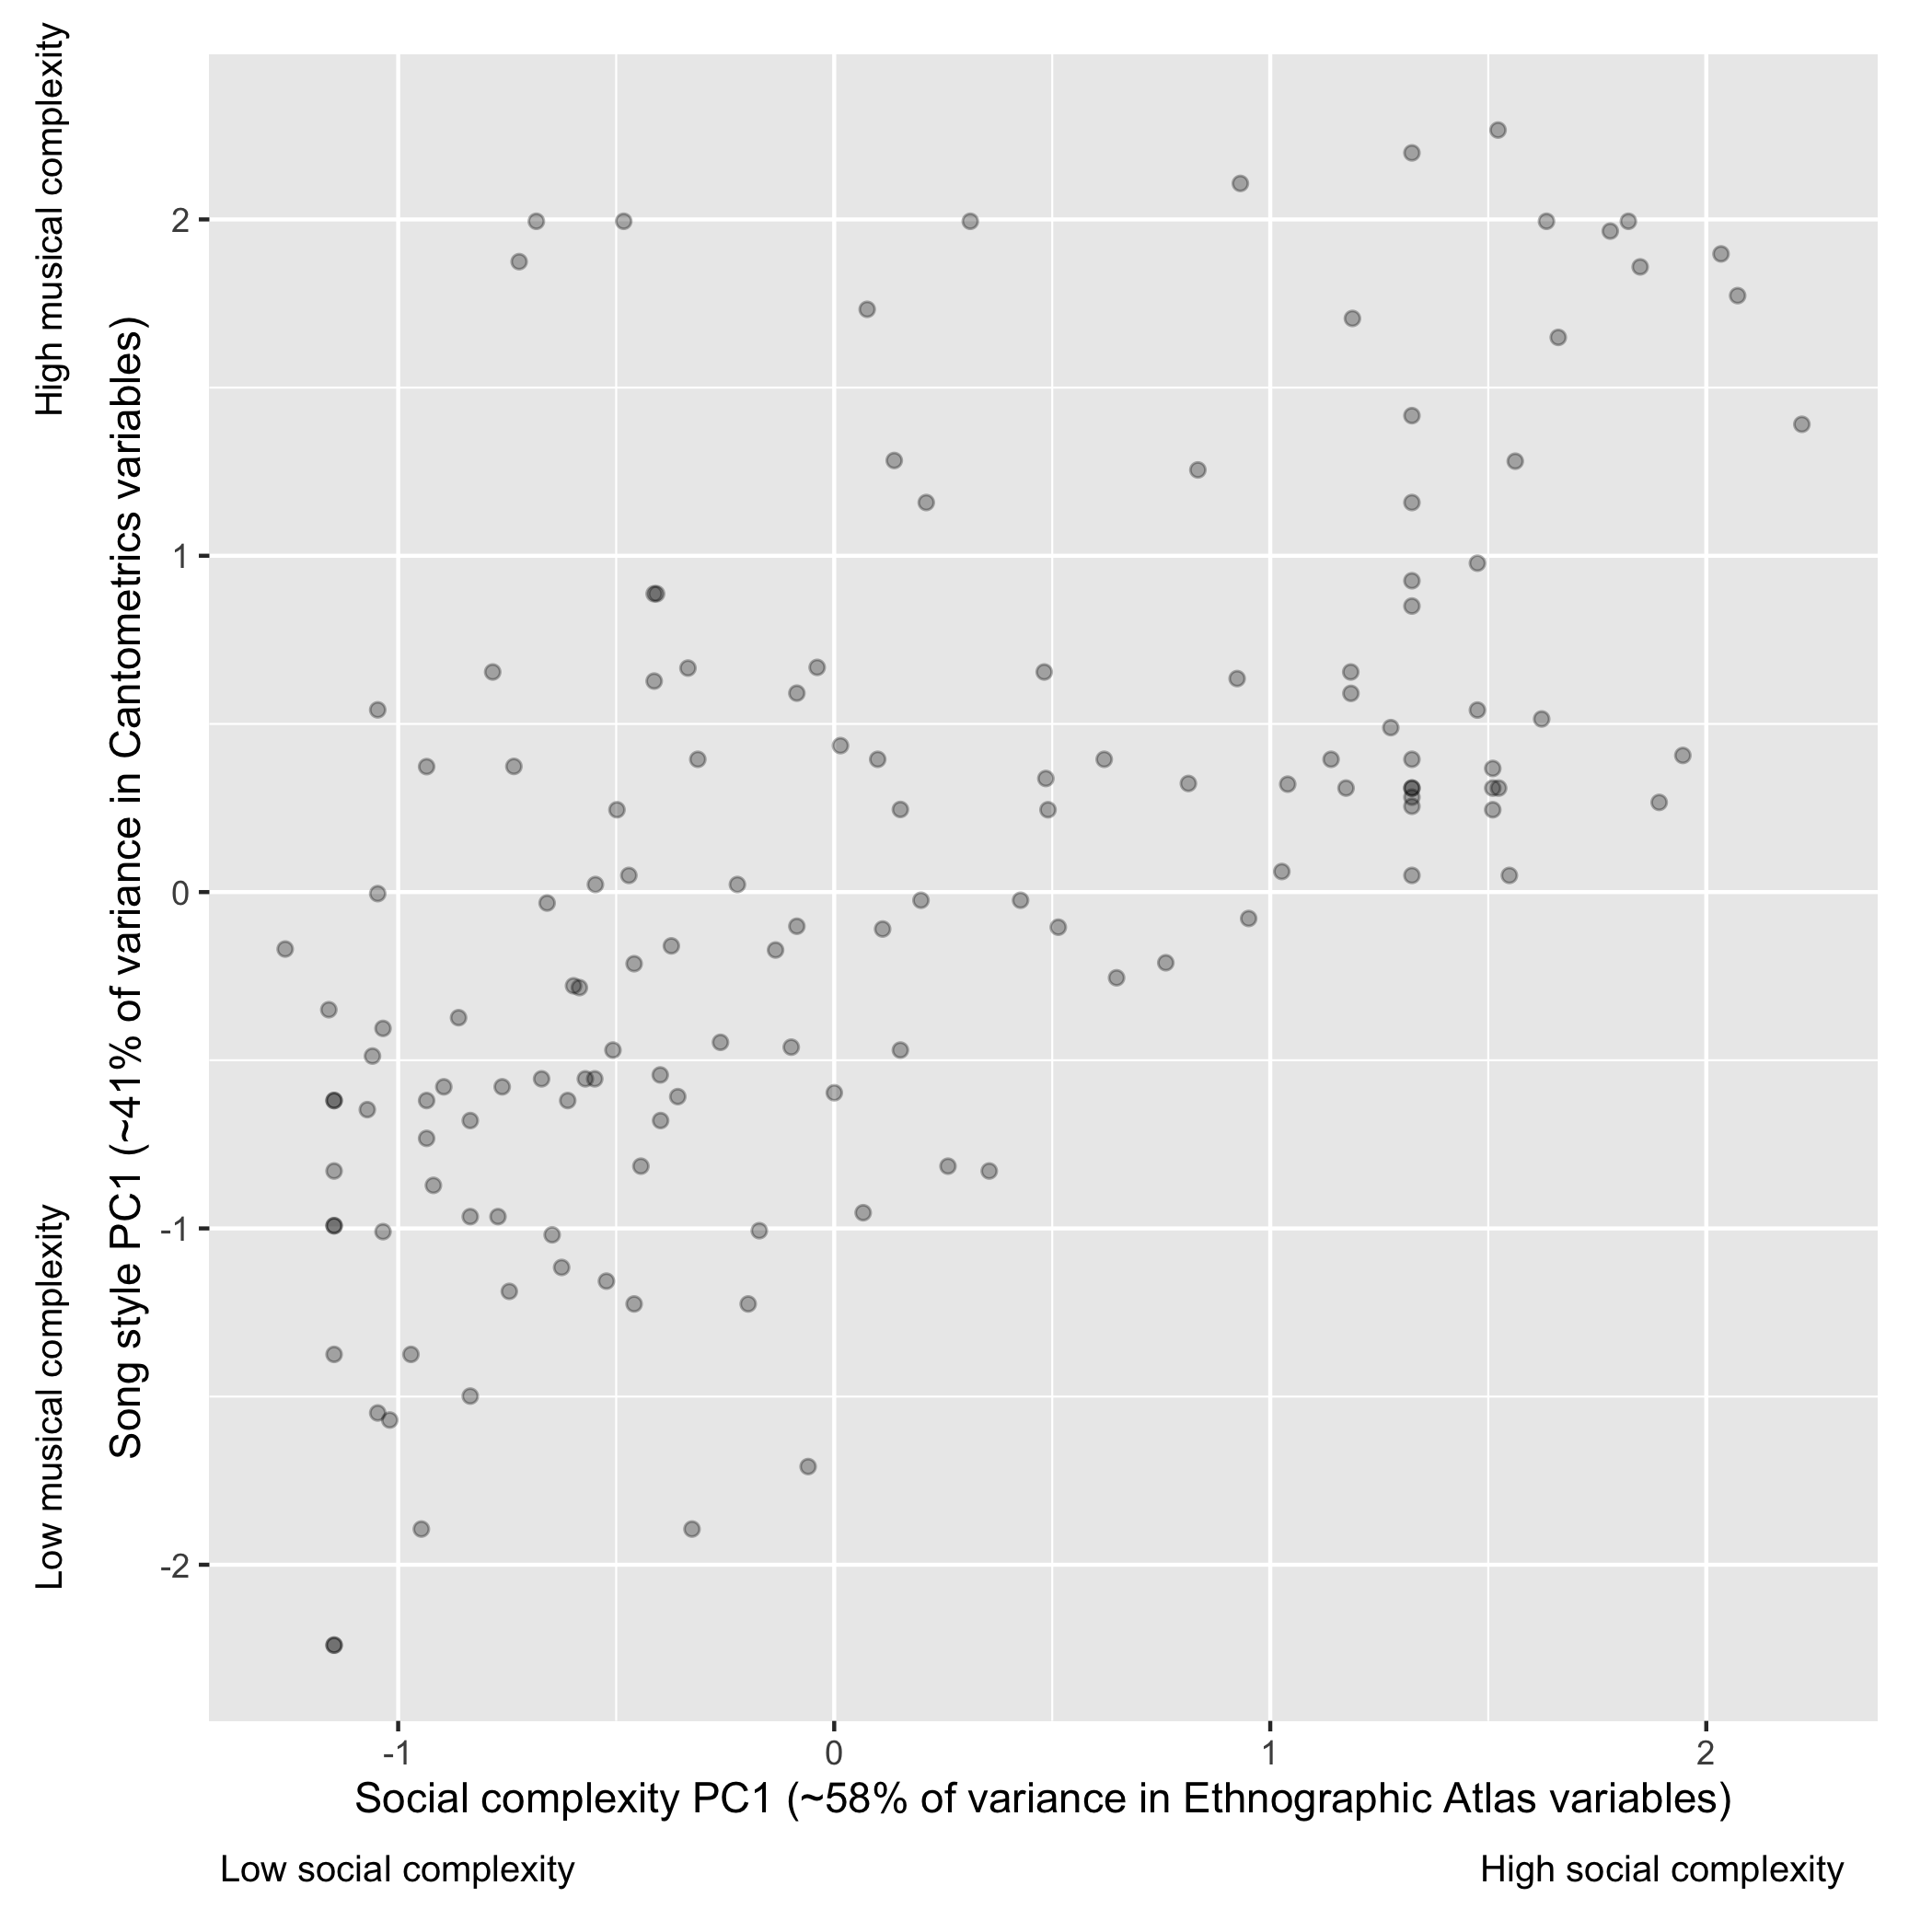 High musical complexity
Low musical complexity
Song style PC1 (~41% of variance in Cantometrics variables)
2
1
0
-1
-2
-1
0
1
2
Social complexity PC1 (~58% of variance in Ethnographic Atlas variables)
Low social complexity
High social complexity